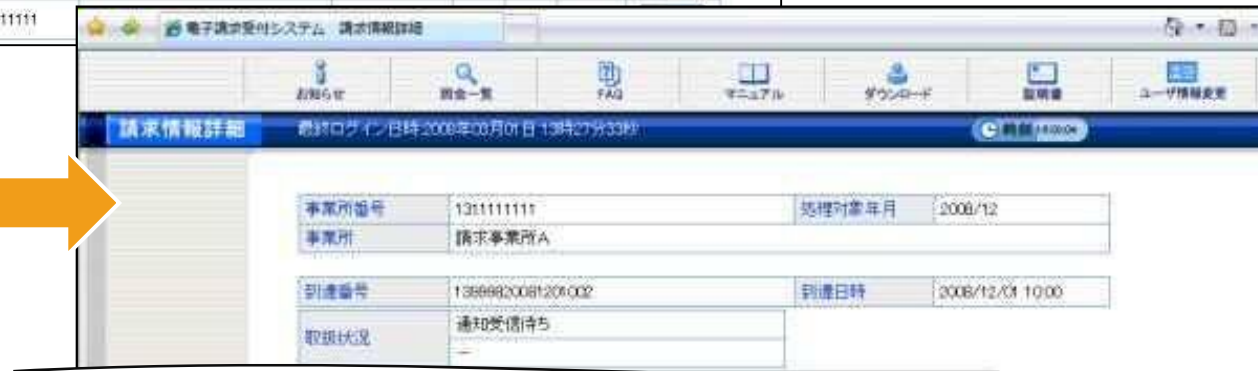 11111
電子請求受付システム 請求情報詳細
お知らせ 照会一覧 FAQ マニュアル ダウンロード 証明書 ユーザ情報変更
請求情報詳細 最終ログイン日時:2008年03月01日 13時27分33秒 時刻
事業所番号 1311111111 処理対象年月 2008/12
事業所 請求事業所A
到達番号 13899820081201002 到達日時 2008/12/01 10:00
取扱状況 通知受信待ち
—